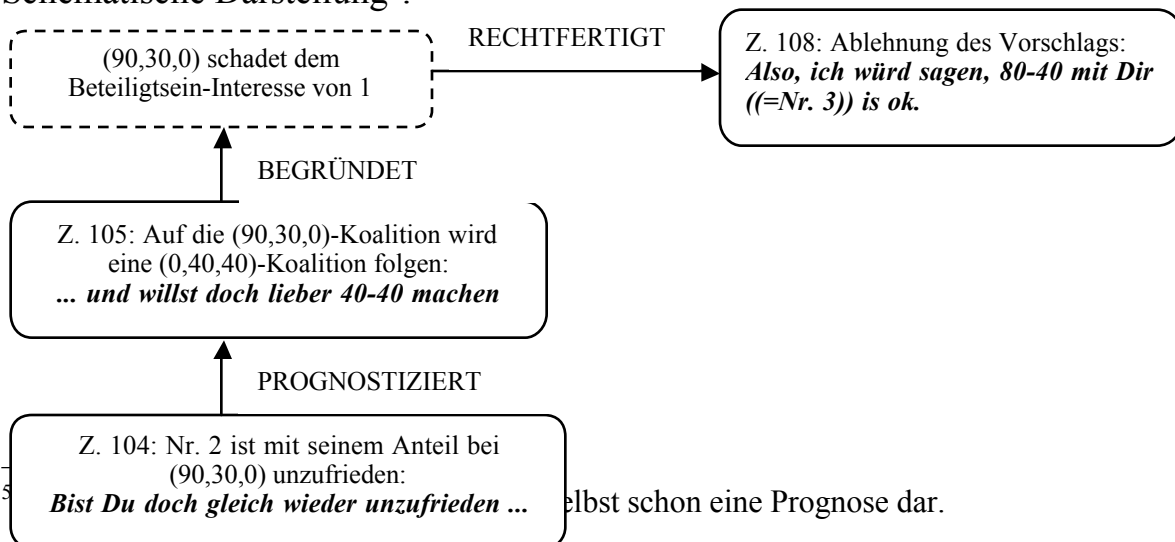 Schematische Darstellung :
RECHTFERTIGT
(90,30,0) schadet dem
Beteiligtsein-Interesse von 1
Z. 108: Ablehnung des Vorschlags:
Also, ich würd sagen, 80-40 mit Dir
((=Nr. 3)) is ok.
BEGRÜNDET
Z. 105: Auf die (90,30,0)-Koalition wird
eine (0,40,40)-Koalition folgen:
... und willst doch lieber 40-40 machen
PROGNOSTIZIERT
Z. 104: Nr. 2 ist mit seinem Anteil bei
(90,30,0) unzufrieden:
Bist Du doch gleich wieder unzufrieden ...
5 elbst schon eine Prognose dar.